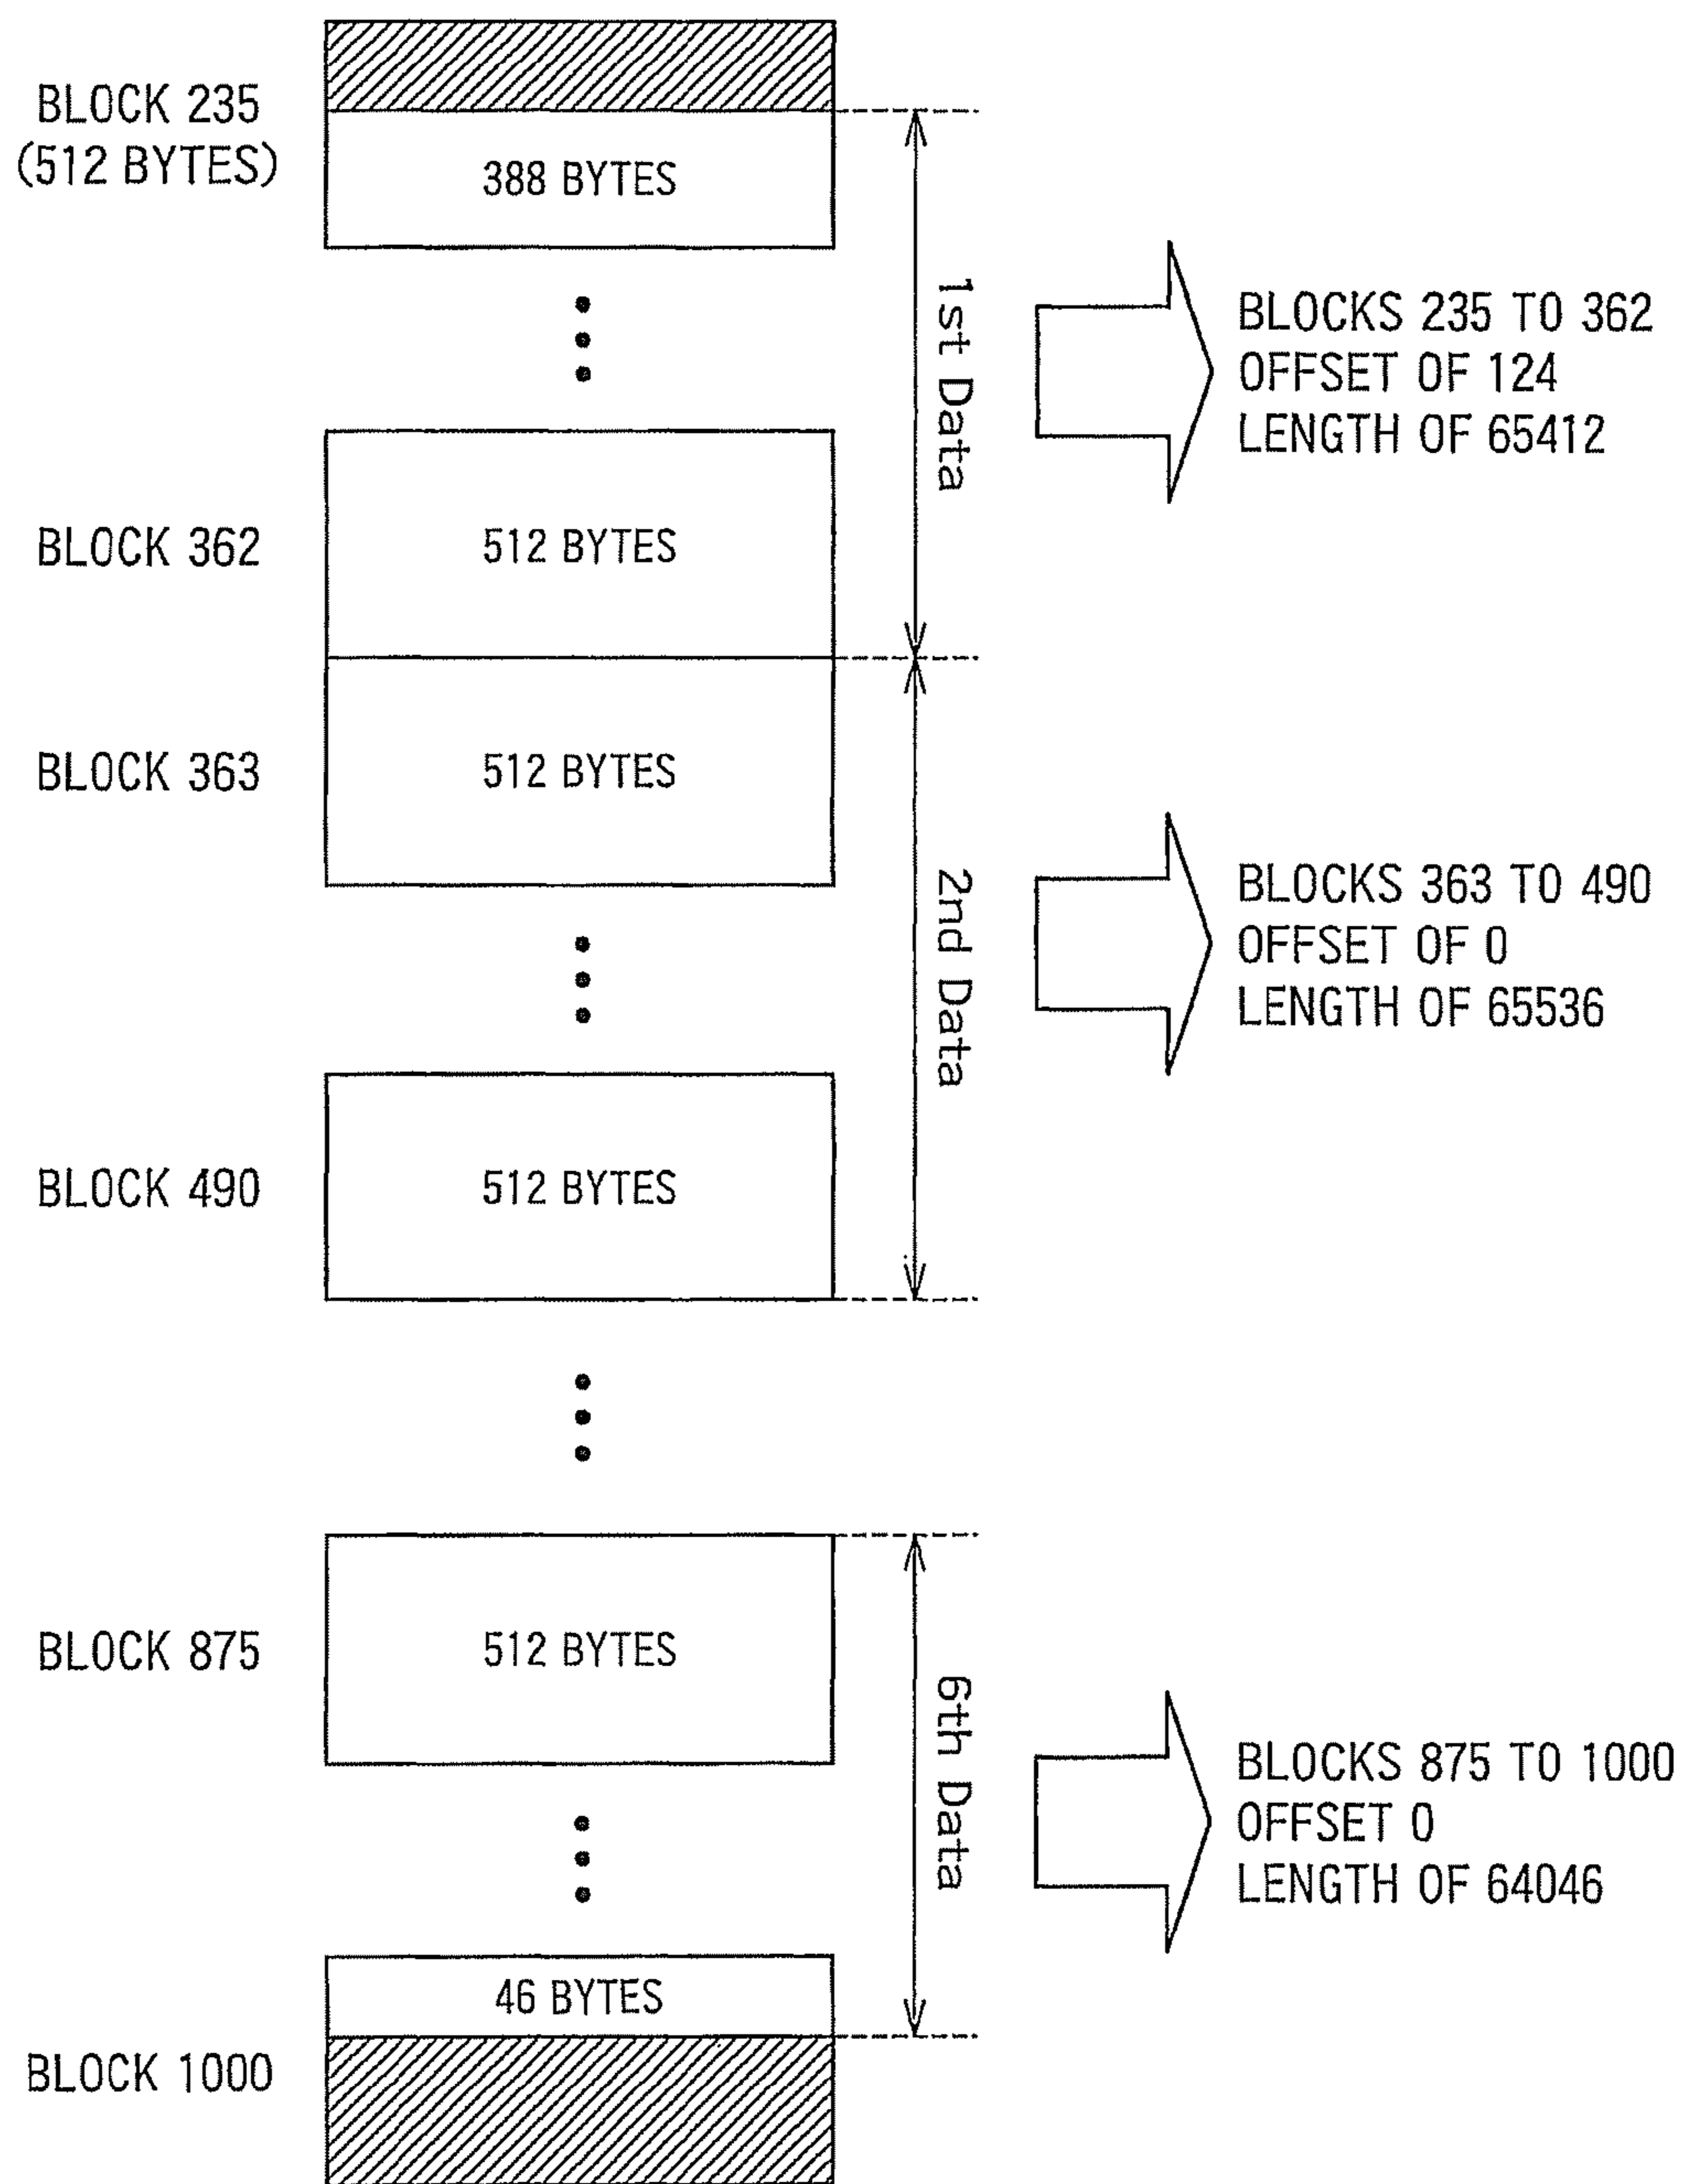 BLOCK 235
(512 BYTES)
388 BYTES
1st Data
BLOCKS 235 TO 362
OFFSET OF 124
LENGTH OF 65412
BLOCK 362
512 BYTES
BLOCK 363
512 BYTES
2nd Data
BLOCKS 363 TO 490
OFFSET OF 0
LENGTH OF 65536
BLOCK 490
512 BYTES
BLOCK 875
512 BYTES
6th Data
BLOCKS 875 TO 1000
OFFSET 0
LENGTH OF 64046
46 BYTES
BLOCK 1000